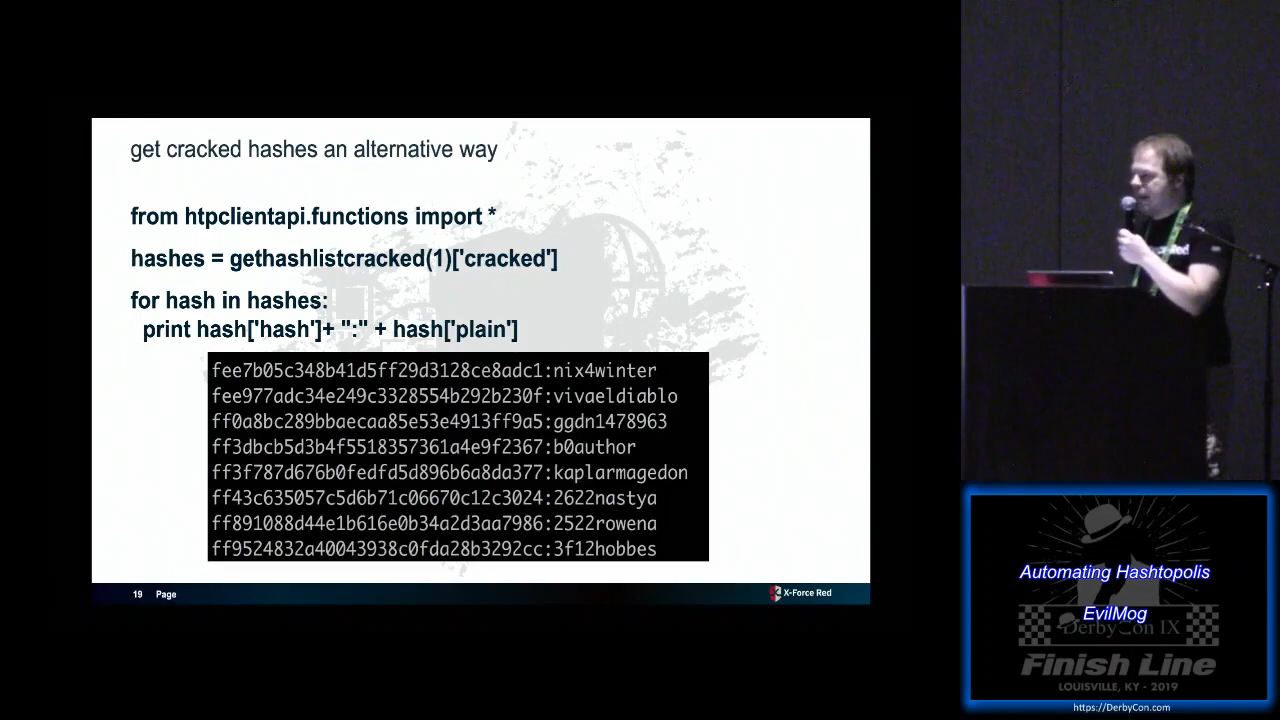 get cracked hashes an alternative way
from htpclientapi.functions import *
hashes = gethashlistcracked(1)['cracked']
for hash in hashes:
print hash['hash']+ ":" + hash['plain']
fee7b05c348b41d5ff29d3128ce8adc1:nix4winter
fee977adc34e249c3328554b292b230f:vivaeldiablo
ff0a8bc289bbaecaa85e53e4913ff9a5:ggdn1478963
ff3dbcb5d3b4f5518357361a4e9f2367:b0author
ff3f787d676b0fedfd5d896b6a8da377:kaplarmagedon
ff43c635057c5d6b71c06670c12c3024:2622nastya
ff891088d44e1b616e0b34a2d3aa7986:2522rowena
ff9524832a40043938c0fda28b3292cc:3f12hobbes
19 Page
X-Force Red
Automating Hashtopolis
EvilMog
DerbyCon IX
Finish Line
LOUISVILLE, KY - 2019
https://DerbyCon.com